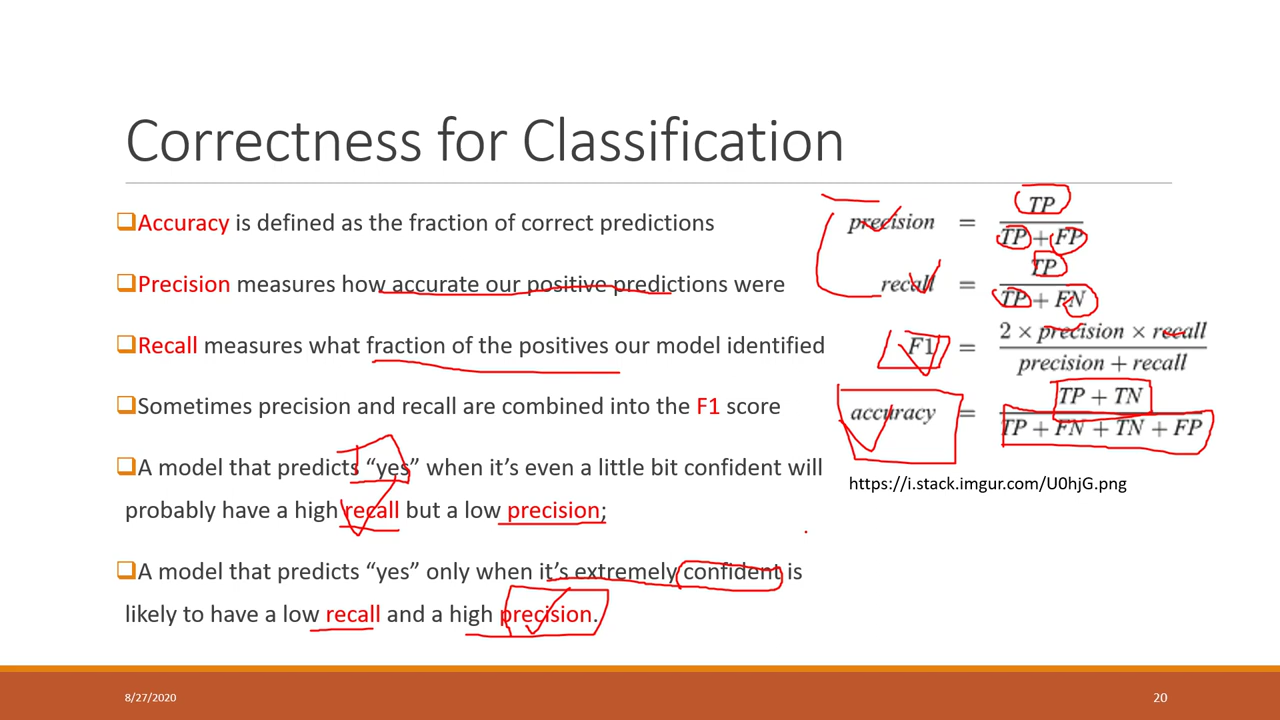 Correctness for Classification
❑Accuracy is defined as the fraction of correct predictions
❑Precision measures how accurate our positive predictions were
❑Recall measures what fraction of the positives our model identified
❑Sometimes precision and recall are combined into the F1 score
❑A model that predicts “yes” when it’s even a little bit confident will
probably have a high recall but a low precision;
❑A model that predicts “yes” only when it’s extremely confident is
likely to have a low recall and a high precision.
precision = TP / TP + FP
recall = TP / TP + FN
F1 = 2 × precision × recall / precision + recall
accuracy = TP + TN / TP + FN + TN + FP
https://i.stack.imgur.com/U0hjG.png
8/27/2020
20